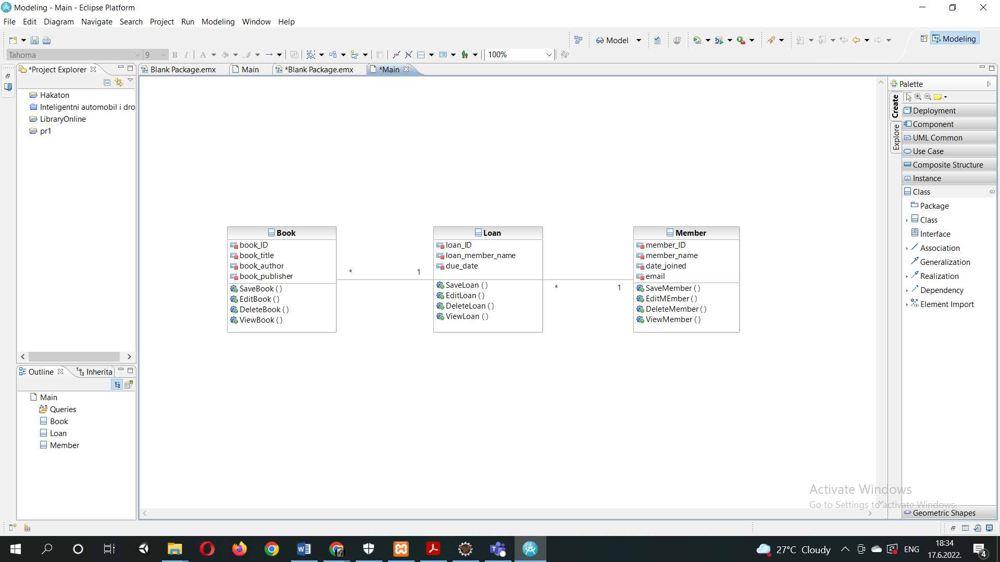 Modeling - Main - Eclipse Platform
File Edit Diagram Navigate Search Project Run Modeling Window Help
Model
Modeling
Tahoma 9 B I A 100%
*Project Explorer
Blank Package.emx
Main
*Blank Package.emx
*Main
Hakaton
Inteligentni automobil i dro
LibraryOnline
pr1
Outline
Inherita
Main
Queries
Book
Loan
Member
Book
book_ID
book_title
book_author
book_publisher
SaveBook ( )
EditBook ( )
DeleteBook ( )
ViewBook ( )
* 1
Loan
loan_ID
loan_member_name
due_date
SaveLoan ( )
EditLoan ( )
DeleteLoan ( )
ViewLoan ( )
* 1
Member
member_ID
member_name
date_joined
email
SaveMember ( )
EditMEmber ( )
DeleteMember ( )
ViewMember ( )
Palette
Create
Explore
Deployment
Component
UML Common
Use Case
Composite Structure
Instance
Class
Package
Class
Interface
Association
Generalization
Realization
Dependency
Element Import
Geometric Shapes
Activate Windows
Go to Settings to activate Windows.
27°C Cloudy
ENG
18:34
17.6.2022.
4